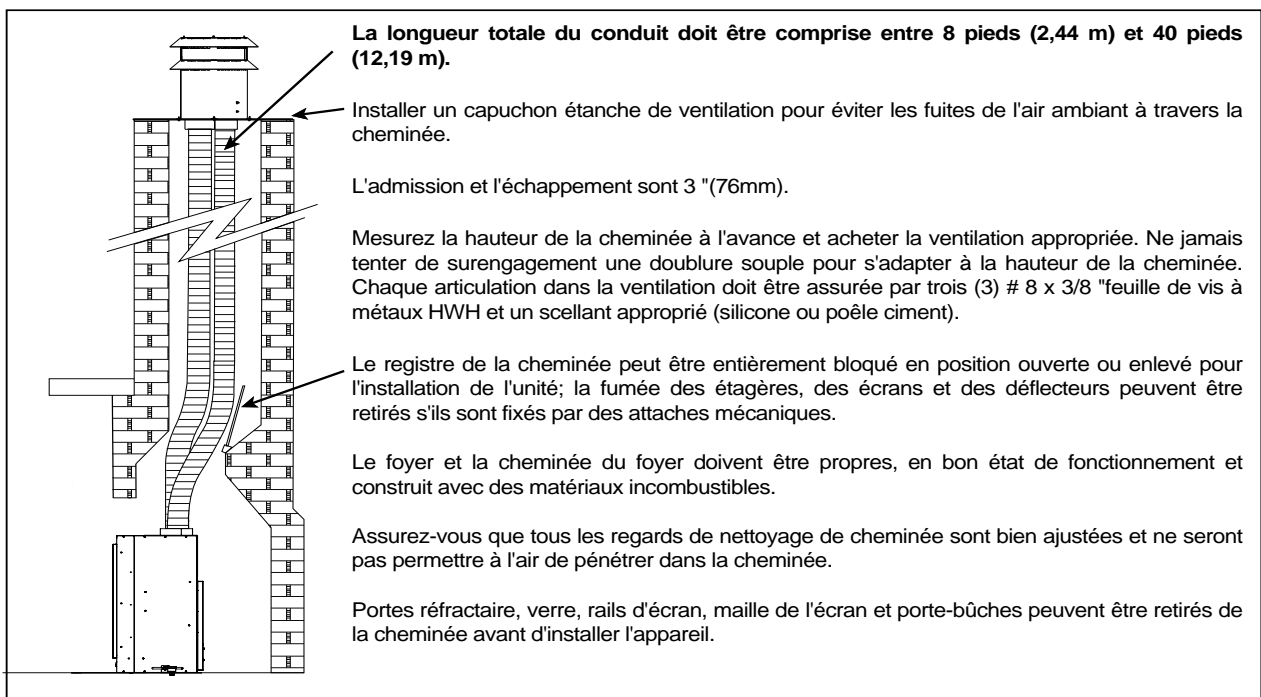 La longueur totale du conduit doit être comprise entre 8 pieds (2,44 m) et 40 pieds
(12,19 m).
Installer un capuchon étanche de ventilation pour éviter les fuites de l'air ambiant à travers la
cheminée.
L'admission et l'échappement sont 3 "(76mm).
Mesurez la hauteur de la cheminée à l'avance et acheter la ventilation appropriée. Ne jamais
tenter de surengagement une doublure souple pour s'adapter à la hauteur de la cheminée.
Chaque articulation dans la ventilation doit être assurée par trois (3) # 8 x 3/8 "feuille de vis à
métaux HWH et un scellant approprié (silicone ou poêle ciment).
Le registre de la cheminée peut être entièrement bloqué en position ouverte ou enlevé pour
l'installation de l'unité; la fumée des étagères, des écrans et des déflecteurs peuvent être
retirés s'ils sont fixés par des attaches mécaniques.
Le foyer et la cheminée du foyer doivent être propres, en bon état de fonctionnement et
construit avec des matériaux incombustibles.
Assurez-vous que tous les regards de nettoyage de cheminée sont bien ajustées et ne seront
pas permettre à l'air de pénétrer dans la cheminée.
Portes réfractaire, verre, rails d'écran, maille de l'écran et porte-bûches peuvent être retirés de
la cheminée avant d'installer l'appareil.